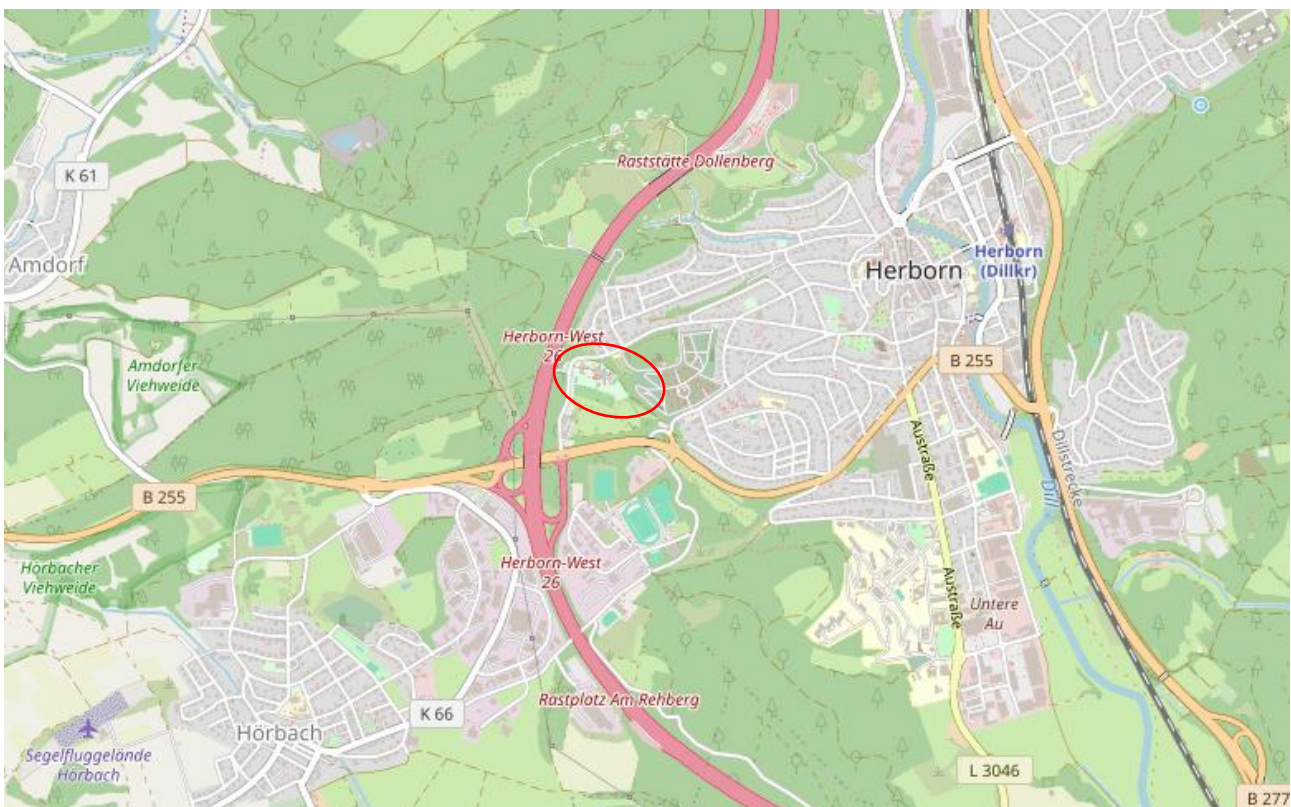 Raststätte Dollenberg
K 61
Amdorf
Herborn
(Dillkr)
Herborn
Herborn-West
26
Amdorfer
Viehweide
B 255
Austraße
Dillstrecke
B 255
Dill
Hörbacher
Viehweide
Herborn-West
26
Austraße
Untere
Au
Rastplatz Am Rehberg
K 66
Hörbach
Segelfluggelände
Hörbach
L 3046
B 277